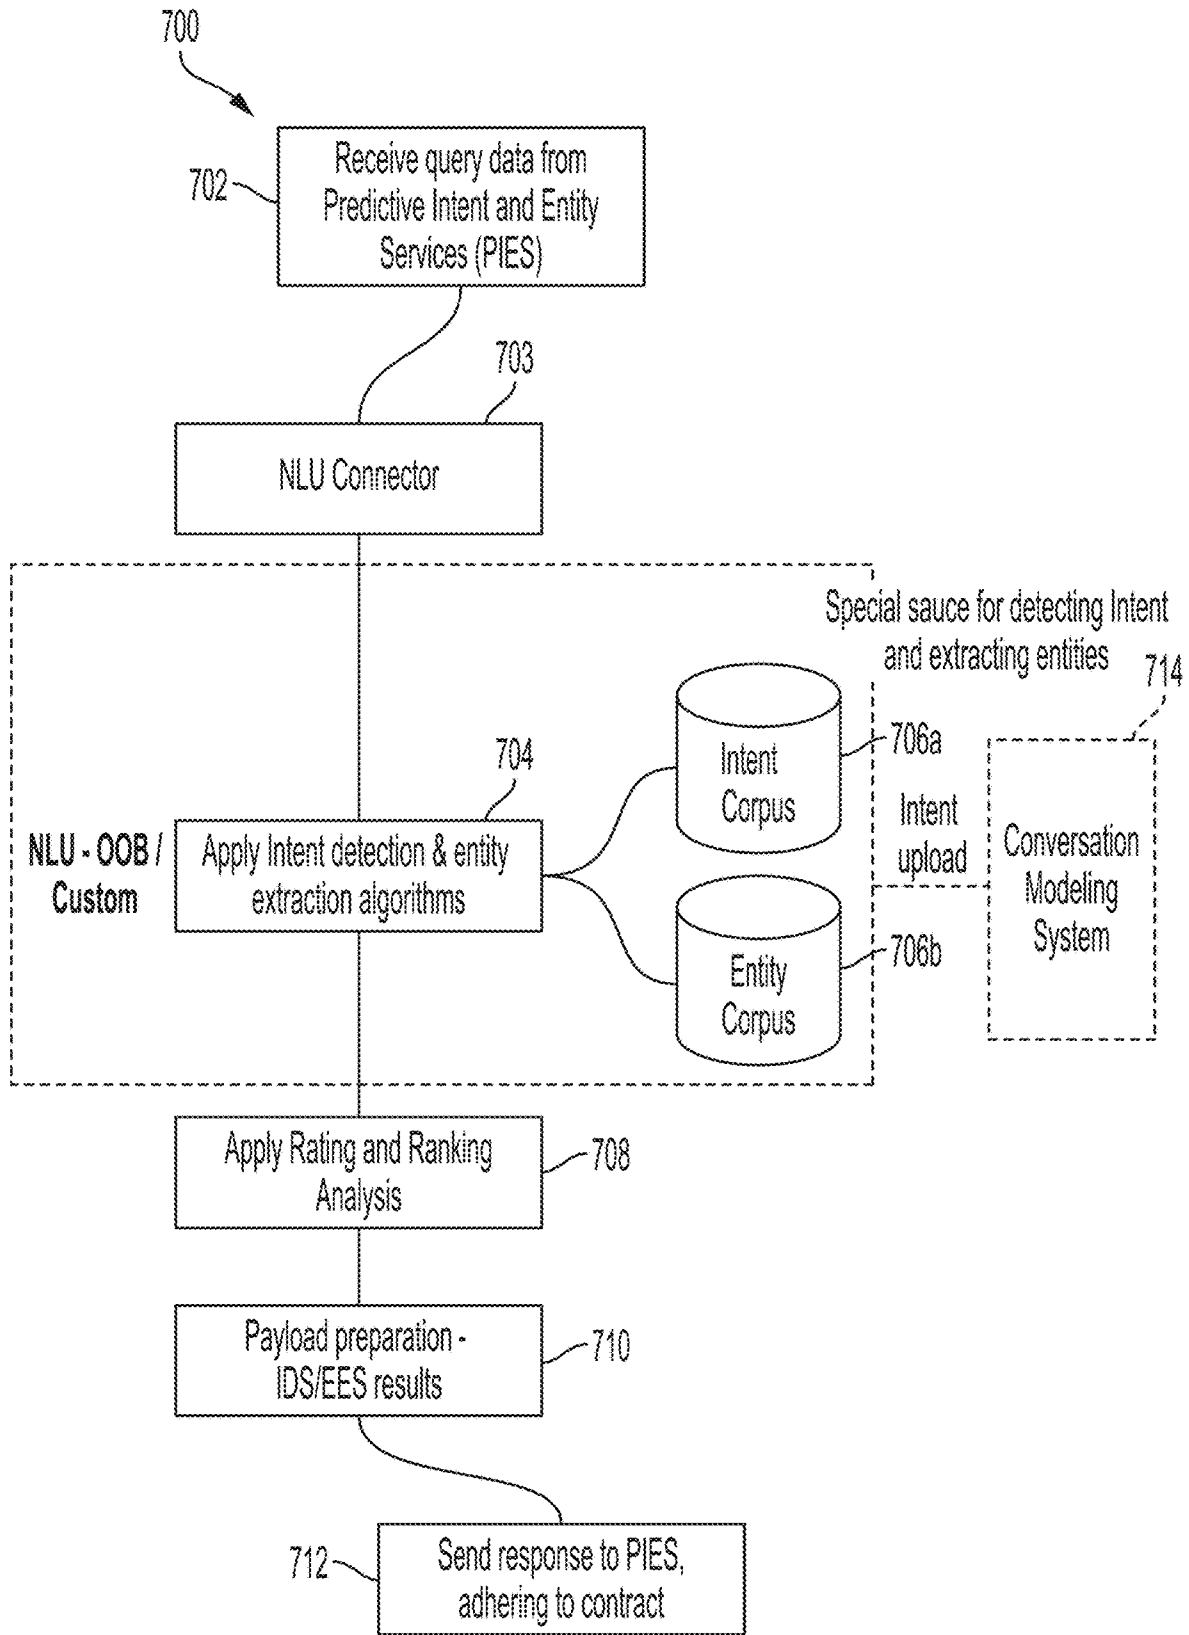 700
702
Receive query data from
Predictive Intent and Entity
Services (PIES)
703
NLU Connector
Special sauce for detecting Intent
and extracting entities
714
706a
Intent
Corpus
704
NLU - OOB /
Custom
Apply Intent detection & entity
extraction algorithms
Intent
upload
Conversation
Modeling
System
706b
Entity
Corpus
Apply Rating and Ranking
Analysis
708
Payload preparation -
IDS/EES results
710
712
Send response to PIES,
adhering to contract